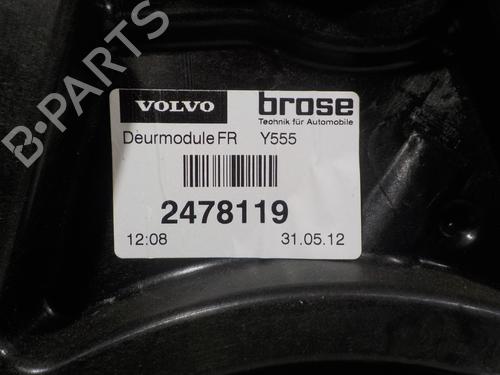 B-PARTS
VOLVO brose
Technik für Automobile
Deurmodule FR Y555
2478119
12:08 31.05.12